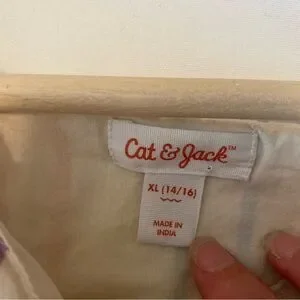 Cat & Jack™
XL (14/16)
MADE IN
INDIA